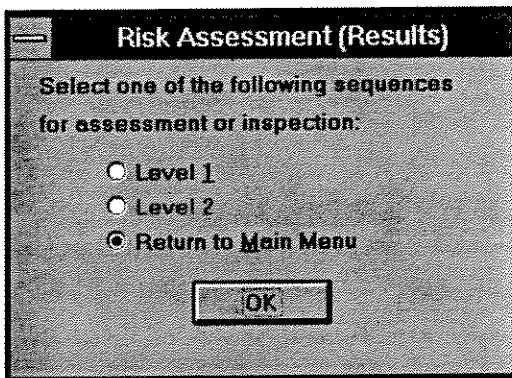 Risk Assessment (Results)
Select one of the following sequences
for assessment or inspection:
Level 1
Level 2
Return to Main Menu
OK